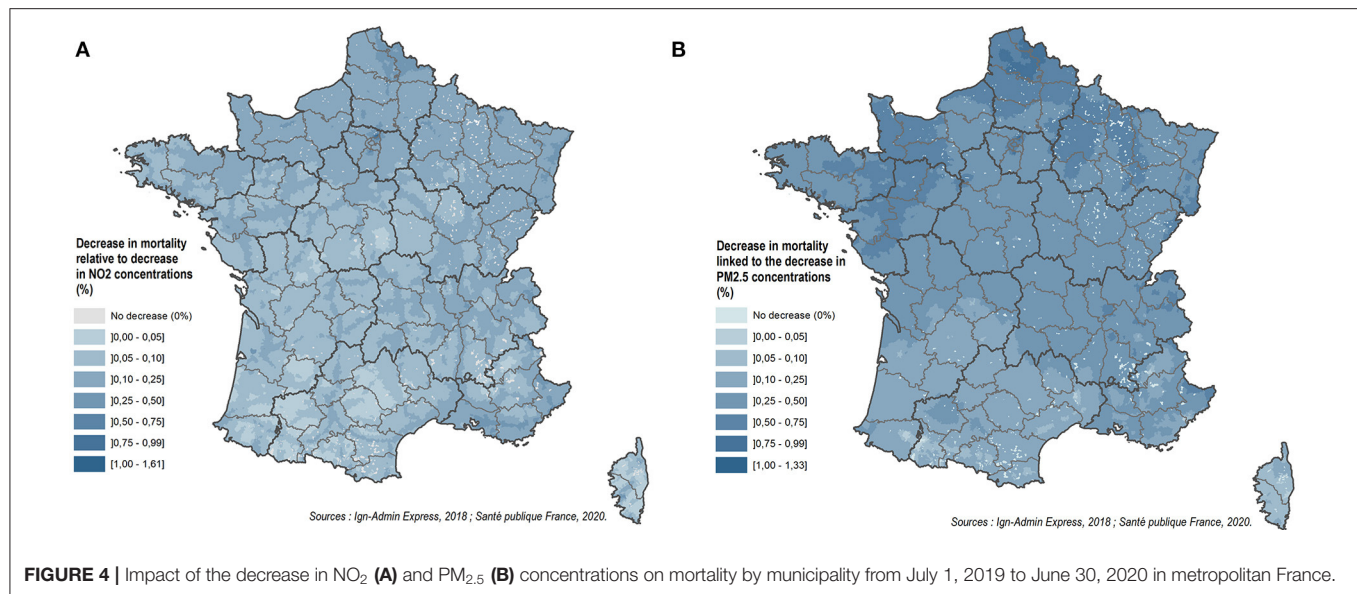 A
B
Decrease in mortality
relative to decrease
in NO2 concentrations
(%)
No decrease (0%)
]0,00 - 0,05]
]0,05 - 0,10]
]0,10 - 0,25]
]0,25 - 0,50]
]0,50 - 0,75]
]0,75 - 0,99]
[1,00 - 1,61]
Sources : Ign-Admin Express, 2018 ; Santé publique France, 2020.
Decrease in mortality
linked to the decrease in
PM2.5 concentrations
(%)
No decrease (0%)
]0,00 - 0,05]
]0,05 - 0,10]
]0,10 - 0,25]
]0,25 - 0,50]
]0,50 - 0,75]
]0,75 - 0,99]
[1,00 - 1,33]
Sources : Ign-Admin Express, 2018 ; Santé publique France, 2020.
FIGURE 4 | Impact of the decrease in NO₂ (A) and PM₂.₅ (B) concentrations on mortality by municipality from July 1, 2019 to June 30, 2020 in metropolitan France.